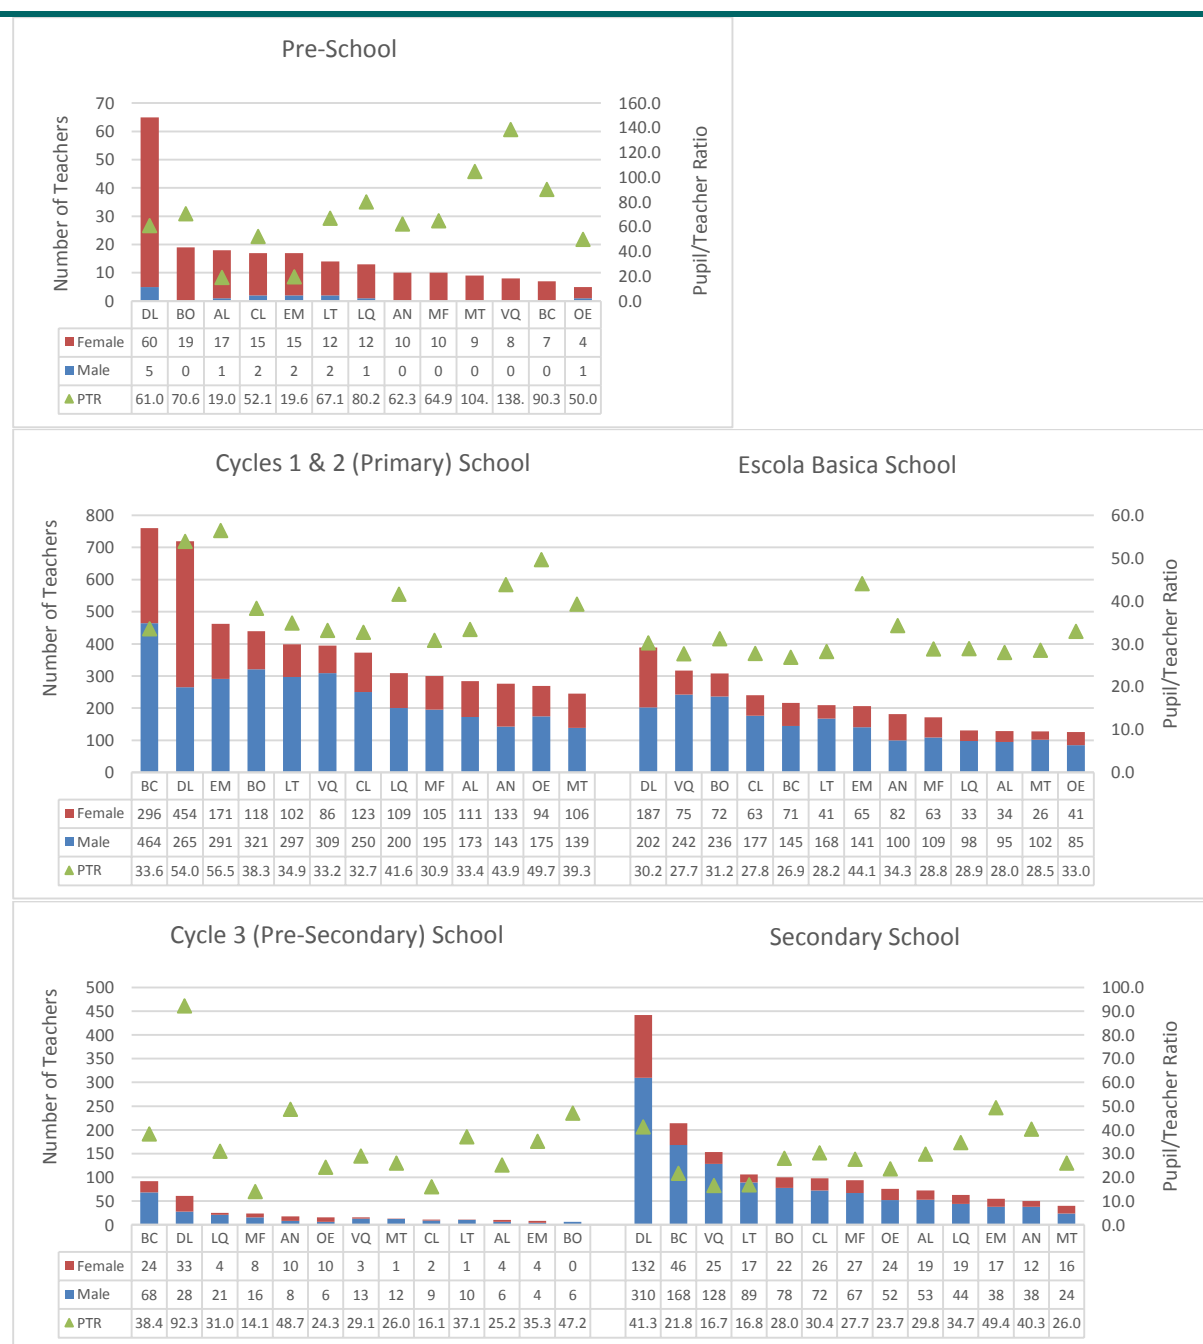 Pre-School
Number of Teachers
70
60
50
40
30
20
10
0
160.0
140.0
120.0
100.0
80.0
60.0
40.0
20.0
0.0
Pupil/Teacher Ratio
DL BO AL CL EM LT LQ AN MF MT VQ BC OE
Female 60 19 17 15 15 12 12 10 10 9 8 7 4
Male 5 0 1 2 2 2 1 0 0 0 0 0 1
PTR 61.0 70.6 19.0 52.1 19.6 67.1 80.2 62.3 64.9 104. 138. 90.3 50.0
Cycles 1 & 2 (Primary) School
Escola Basica School
Number of Teachers
800
700
600
500
400
300
200
100
0
60.0
50.0
40.0
30.0
20.0
10.0
0.0
Pupil/Teacher Ratio
BC DL EM BO LT VQ CL LQ MF AL AN OE MT DL VQ BO CL BC LT EM AN MF LQ AL MT OE
Female 296 454 171 118 102 86 123 109 105 111 133 94 106 187 75 72 63 71 41 65 82 63 33 34 26 41
Male 464 265 291 321 297 309 250 200 195 173 143 175 139 202 242 236 177 145 168 141 100 109 98 95 102 85
PTR 33.6 54.0 56.5 38.3 34.9 33.2 32.7 41.6 30.9 33.4 43.9 49.7 39.3 30.2 27.7 31.2 27.8 26.9 28.2 44.1 34.3 28.8 28.9 28.0 28.5 33.0
Cycle 3 (Pre-Secondary) School
Secondary School
Number of Teachers
500
450
400
350
300
250
200
150
100
50
0
100.0
90.0
80.0
70.0
60.0
50.0
40.0
30.0
20.0
10.0
0.0
Pupil/Teacher Ratio
BC DL LQ MF AN OE VQ MT CL LT AL EM BO DL BC VQ LT BO CL MF OE AL LQ EM AN MT
Female 24 33 4 8 10 10 3 1 2 1 4 4 0 132 46 25 17 22 26 27 24 19 19 17 12 16
Male 68 28 21 16 8 6 13 12 9 10 6 4 6 310 168 128 89 78 72 67 52 53 44 38 38 24
PTR 38.4 92.3 31.0 14.1 48.7 24.3 29.1 26.0 16.1 37.1 25.2 35.3 47.2 41.3 21.8 16.7 16.8 28.0 30.4 27.7 23.7 29.8 34.7 49.4 40.3 26.0